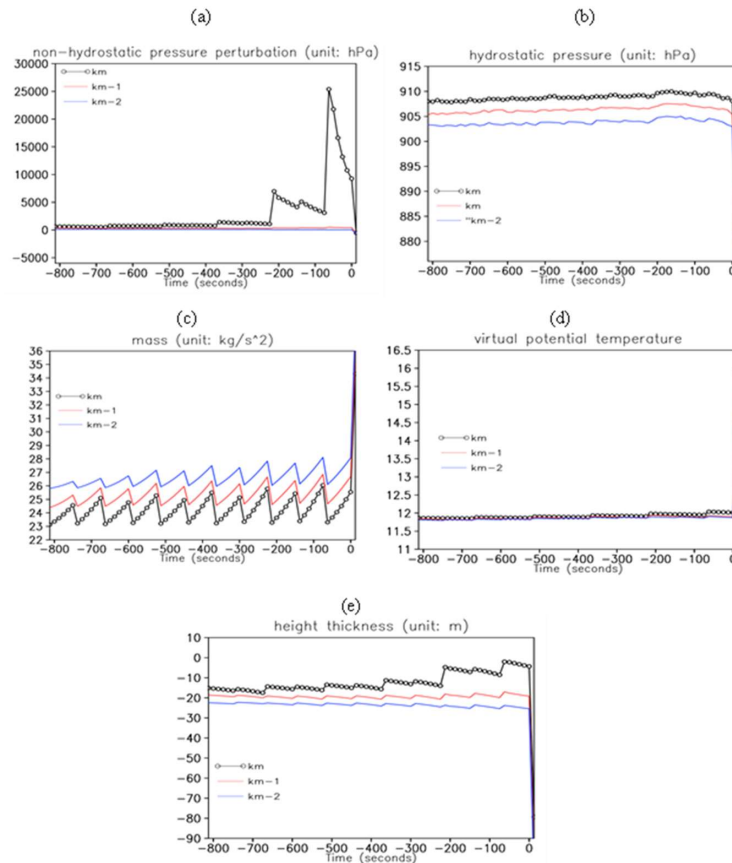 (a)
non-hydrostatic pressure perturbation (unit: hPa)
30000
25000
20000
15000
10000
5000
0
-5000
km
km-1
km-2
-800 -700 -600 -500 -400 -300 -200 -100 0
Time (seconds)
(b)
hydrostatic pressure (unit: hPa)
915
910
905
900
895
890
885
880
km
km
"km-2
-800 -700 -600 -500 -400 -300 -200 -100 0
Time (seconds)
(c)
mass (unit: kg/s^2)
36
35
34
33
32
31
30
29
28
27
26
25
24
23
22
km
km-1
km-2
-800 -700 -600 -500 -400 -300 -200 -100 0
Time (seconds)
(d)
virtual potential temperature
16.5
16
15.5
15
14.5
14
13.5
13
12.5
12
11.5
11
km
km-1
km-2
-800 -700 -600 -500 -400 -300 -200 -100 0
Time (seconds)
(e)
height thickness (unit: m)
10
0
-10
-20
-30
-40
-50
-60
-70
-80
-90
km
km-1
km-2
-800 -700 -600 -500 -400 -300 -200 -100 0
Time (seconds)